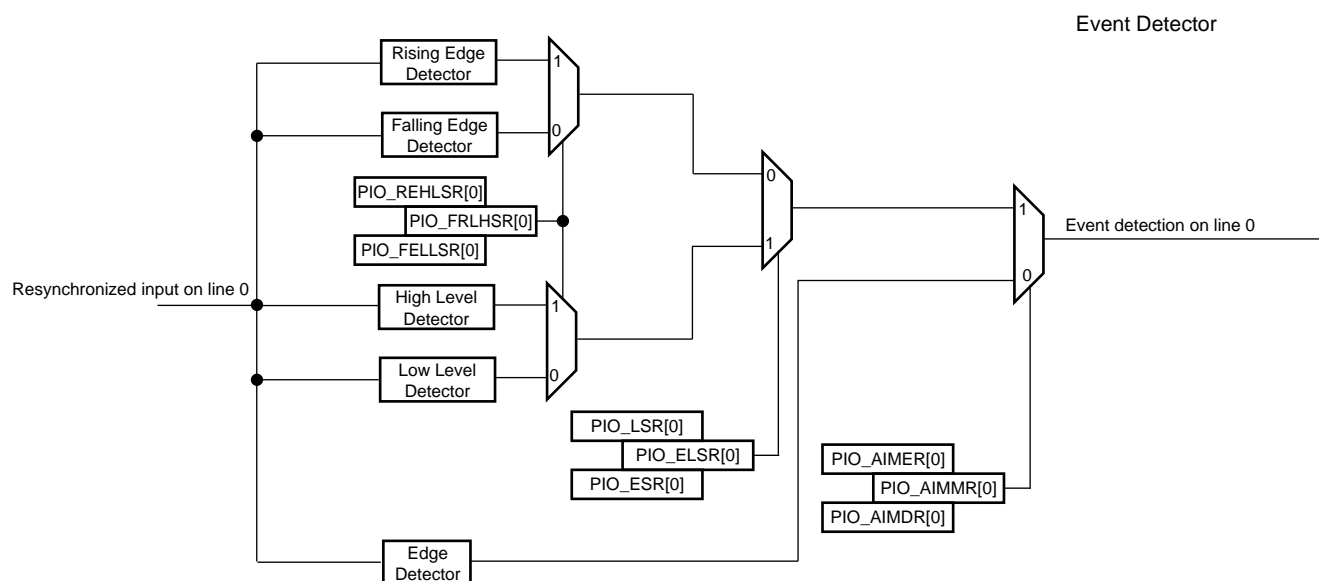 Event Detector
Rising Edge
Detector
1
Falling Edge
Detector
0
PIO_REHLSR[0]
PIO_FRLHSR[0]
PIO_FELLSR[0]
0
1
1
Event detection on line 0
0
Resynchronized input on line 0
High Level
Detector
1
Low Level
Detector
0
PIO_LSR[0]
PIO_ELSR[0]
PIO_ESR[0]
PIO_AIMER[0]
PIO_AIMMR[0]
PIO_AIMDR[0]
Edge
Detector